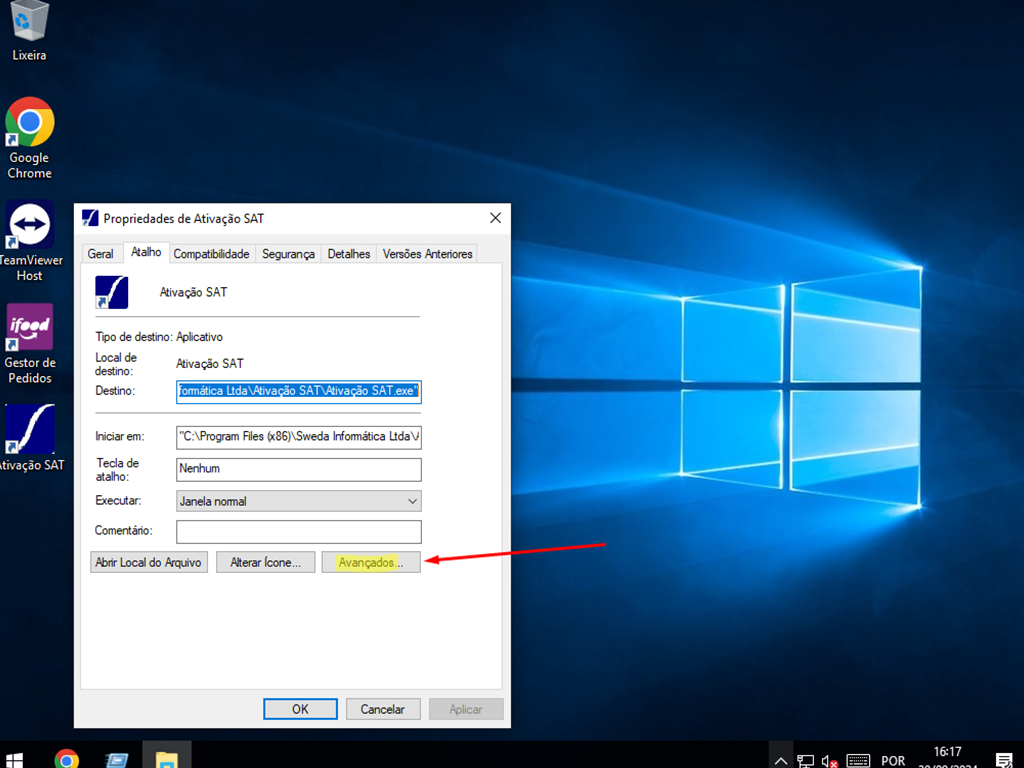 Lixeira
Google
Chrome
TeamViewer
Host
ifood
Gestor de
Pedidos
Ativação SAT
Propriedades de Ativação SAT
Geral
Atalho
Compatibilidade
Segurança
Detalhes
Versões Anteriores
Ativação SAT
Tipo de destino: Aplicativo
Local de
destino:
Ativação SAT
Destino:
formática Ltda\Ativação SAT\Ativação SAT.exe"
Iniciar em:
"C:\Program Files (x86)\Sweda Informática Ltda\A
Tecla de
atalho:
Nenhum
Executar:
Janela normal
Comentário:
Abrir Local do Arquivo
Alterar Ícone...
Avançados...
OK
Cancelar
Aplicar
POR
16:17